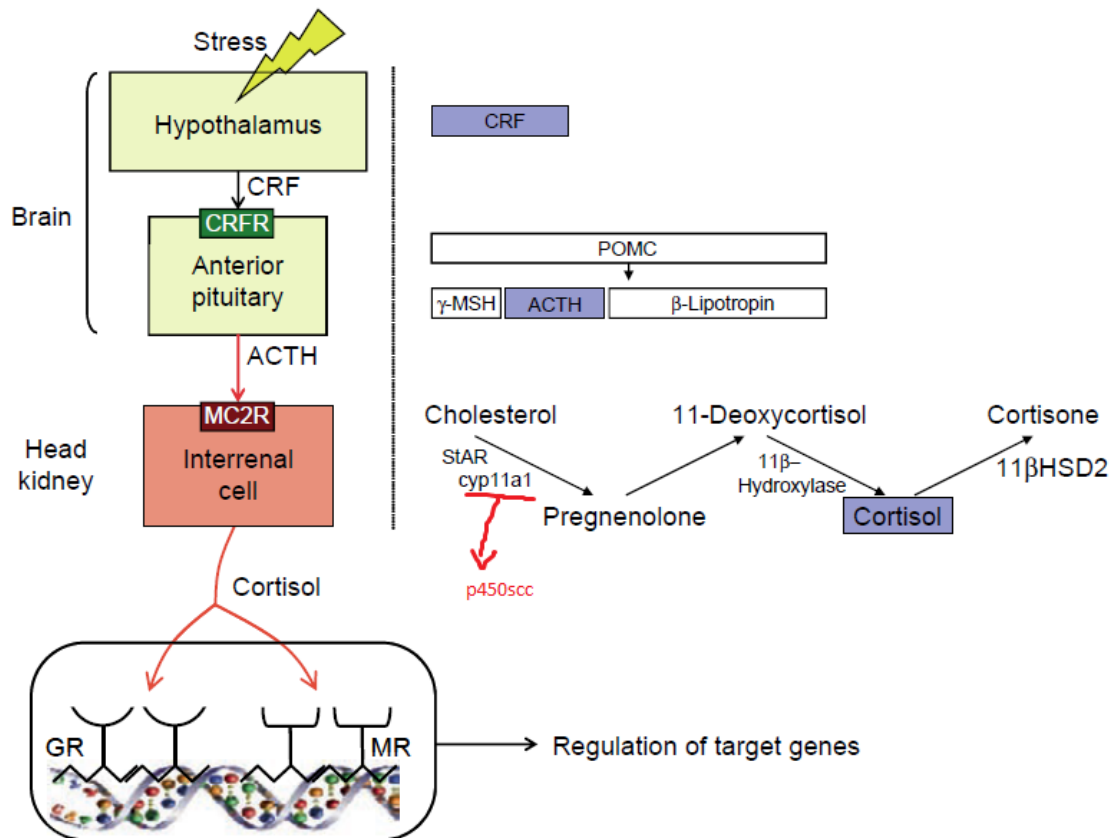 Stress
Hypothalamus
CRF
Brain
CRFR
Anterior
pituitary
ACTH
Head
kidney
MC2R
Interrenal
cell
Cortisol
GR
MR
Regulation of target genes
CRF
POMC
γ-MSH
ACTH
β-Lipotropin
Cholesterol
StAR
cyp11a1
p450scc
Pregnenolone
11-Deoxycortisol
11β–
Hydroxylase
Cortisol
Cortisone
11βHSD2